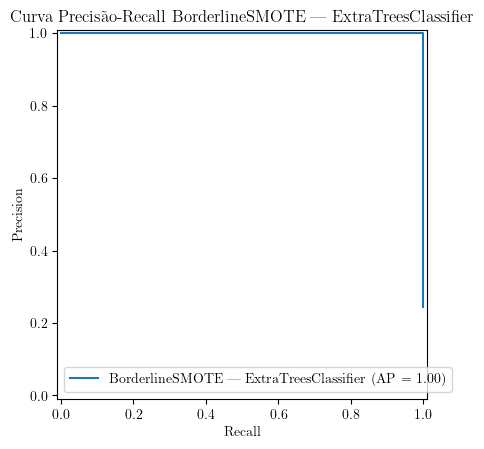 Curva Precisão-Recall BorderlineSMOTE — ExtraTreesClassifier
1.0
0.8
0.6
0.4
0.2
0.0
Precision
BorderlineSMOTE — ExtraTreesClassifier (AP = 1.00)
0.0 0.2 0.4 0.6 0.8 1.0
Recall